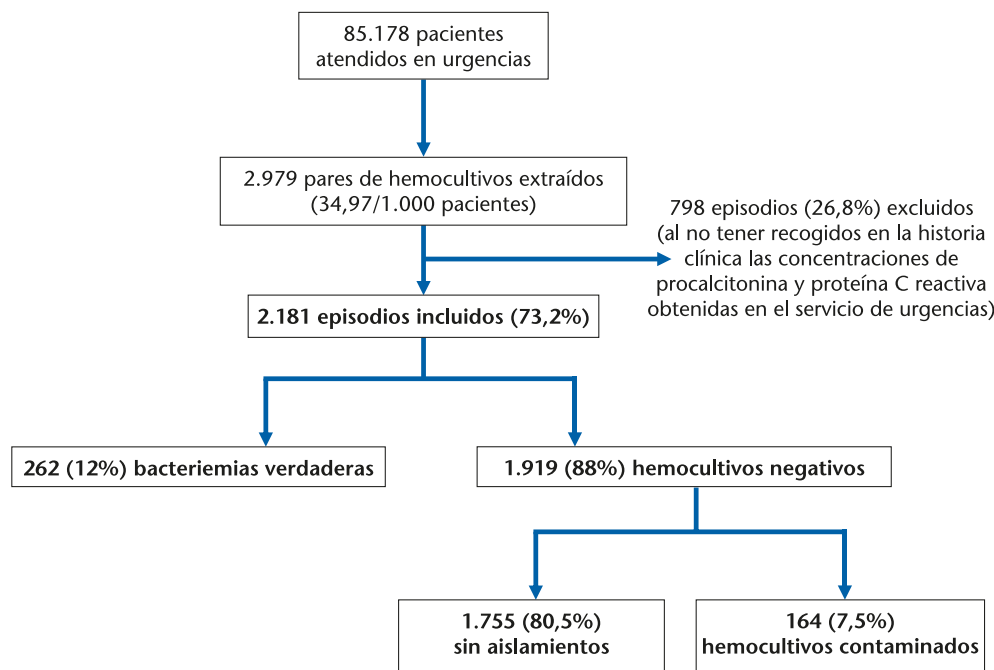 85.178 pacientes
atendidos en urgencias
2.979 pares de hemocultivos extraídos
(34,97/1.000 pacientes)
798 episodios (26,8%) excluidos
(al no tener recogidos en la historia
clínica las concentraciones de
procalcitonina y proteína C reactiva
obtenidas en el servicio de urgencias)
2.181 episodios incluidos (73,2%)
262 (12%) bacteriemias verdaderas
1.919 (88%) hemocultivos negativos
1.755 (80,5%)
sin aislamientos
164 (7,5%)
hemocultivos contaminados